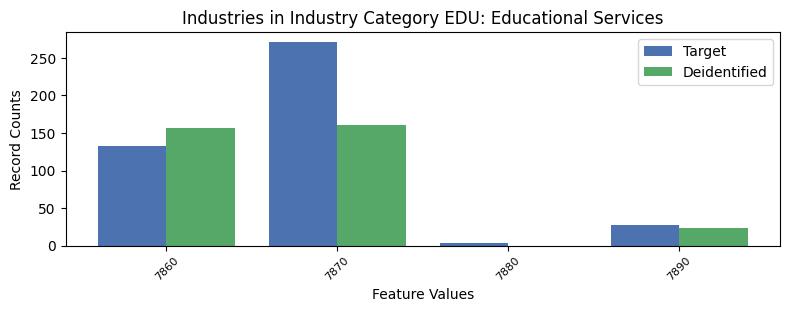 Industries in Industry Category EDU: Educational Services
Target
Deidentified
Record Counts
250
200
150
100
50
0
7860
7870
7880
7890
Feature Values